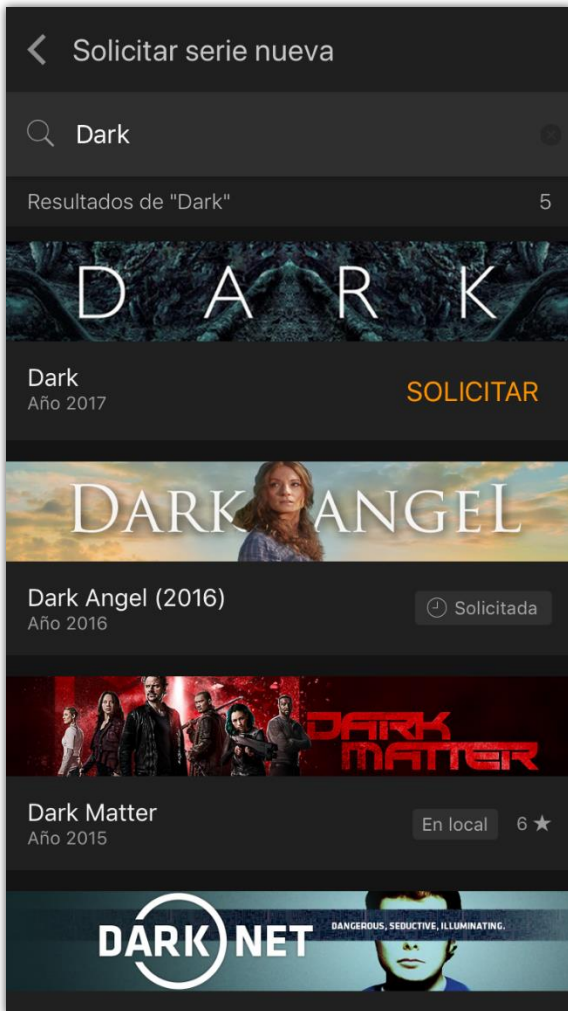 Solicitar serie nueva
Dark
Resultados de "Dark" 5
D A R K
Dark
Año 2017
SOLICITAR
DARK ANGEL
Dark Angel (2016)
Año 2016
Solicitada
DARK
MATTER
Dark Matter
Año 2015
En local 6 ★
DARK NET
DANGEROUS, SEDUCTIVE, ILLUMINATING.